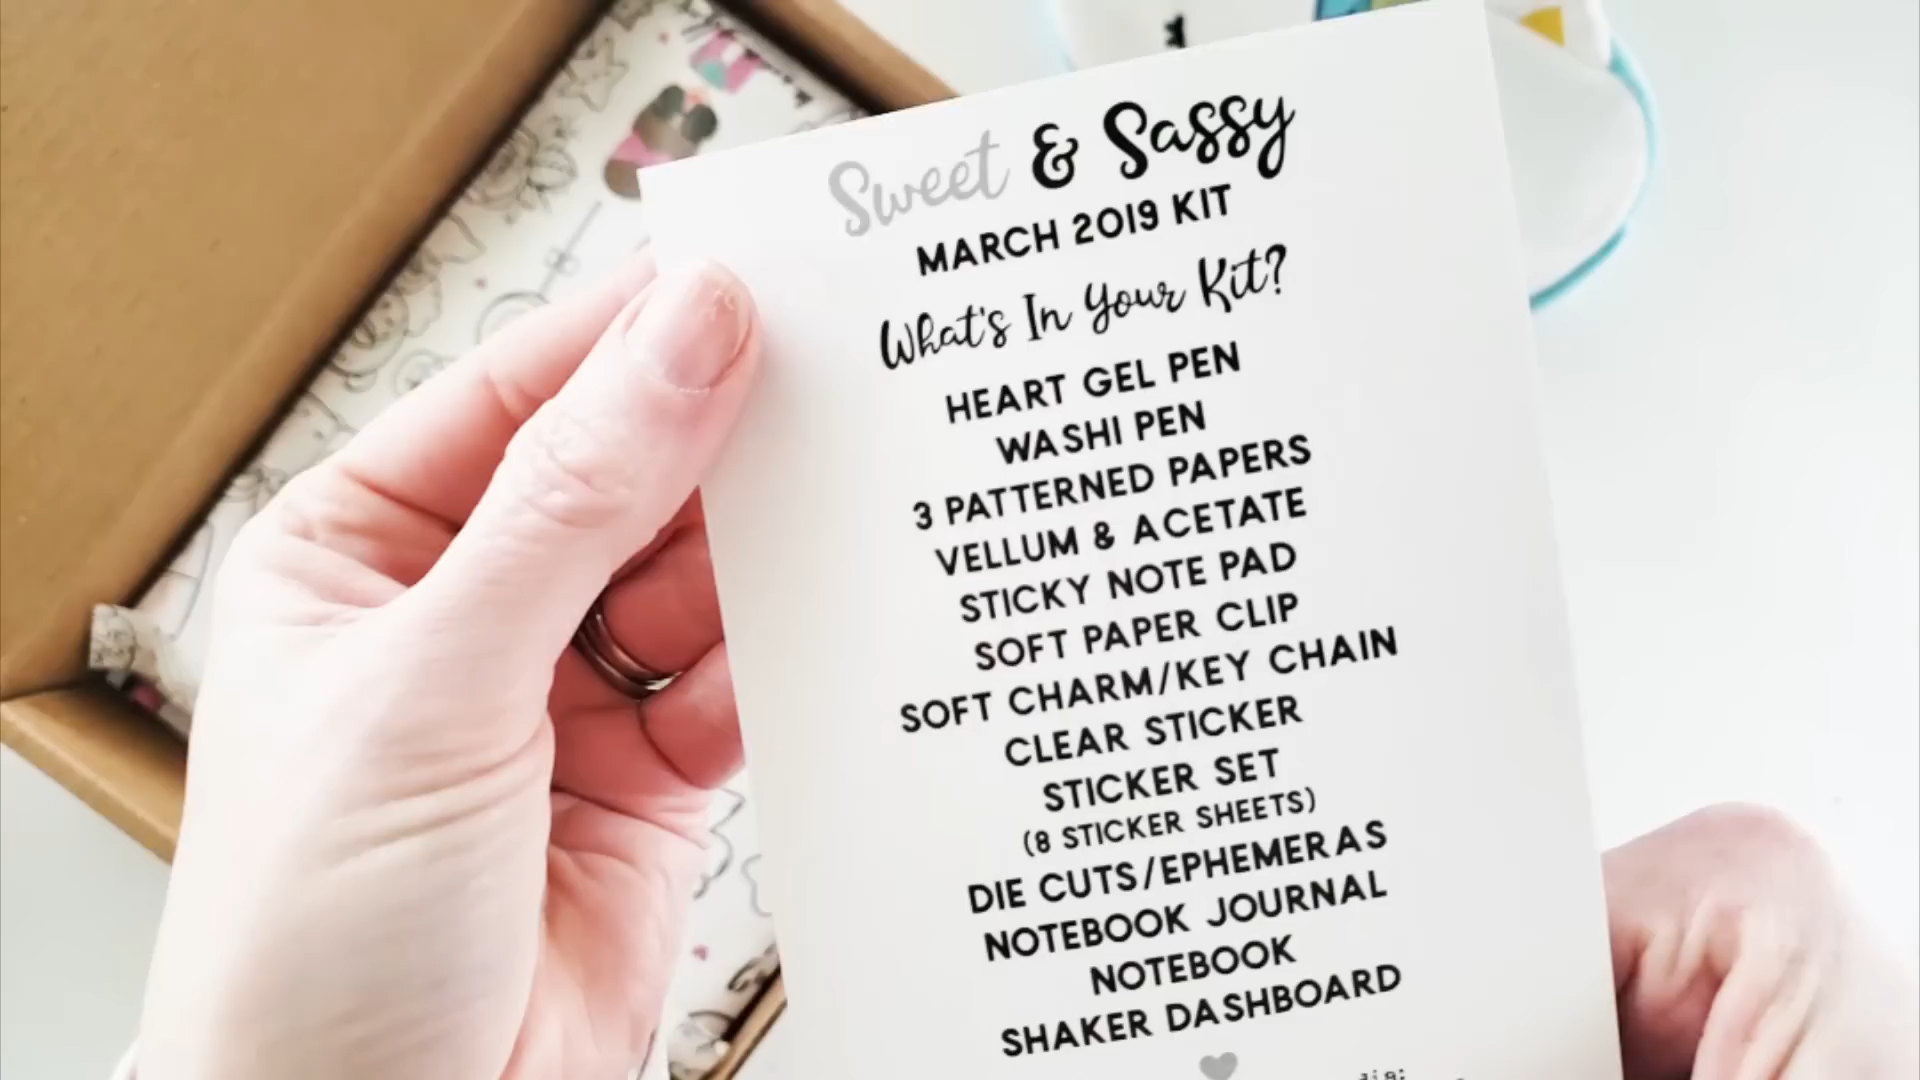 Sweet & Sassy
MARCH 2019 KIT
What's In Your Kit?
HEART GEL PEN
WASHI PEN
3 PATTERNED PAPERS
VELLUM & ACETATE
STICKY NOTE PAD
SOFT PAPER CLIP
SOFT CHARM/KEY CHAIN
CLEAR STICKER
STICKER SET
(8 STICKER SHEETS)
DIE CUTS/EPHEMERAS
NOTEBOOK JOURNAL
NOTEBOOK
SHAKER DASHBOARD